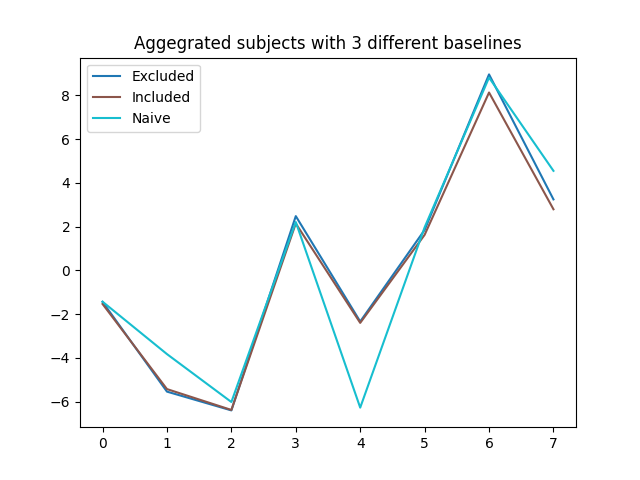 Aggegrated subjects with 3 different baselines
Excluded
Included
Naive
8
6
4
2
0
−2
−4
−6
0 1 2 3 4 5 6 7